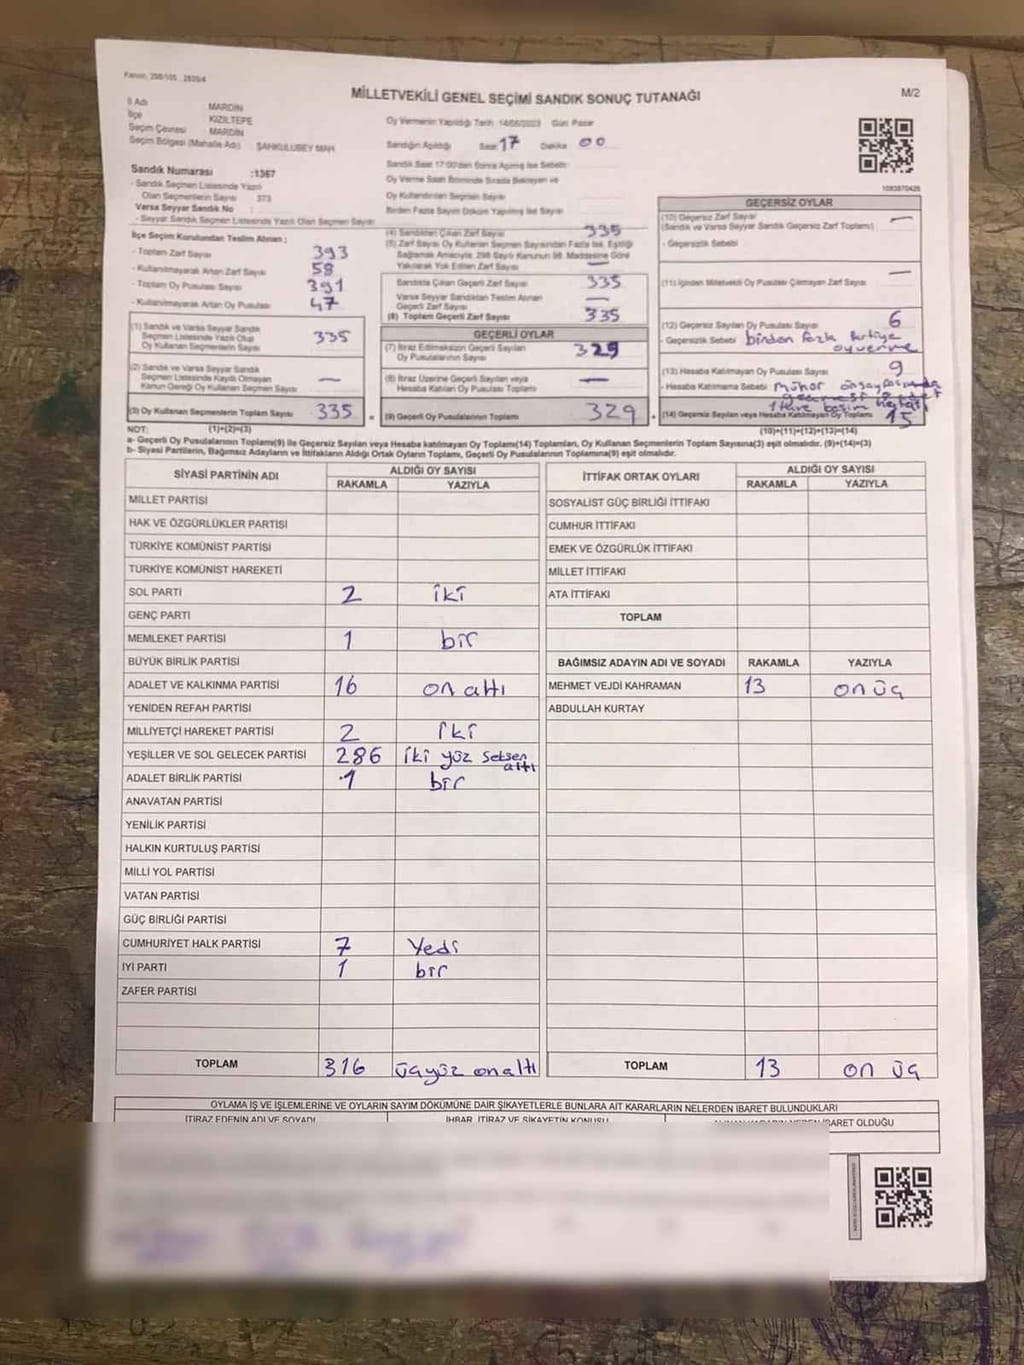 MİLLETVEKİLİ GENEL SEÇİMİ SANDIK SONUÇ TUTANAĞI
M/2
İl Adı MARDİN
İlçe KIZILTEPE
Seçim Çevresi MARDİN
Seçim Bölgesi (Mahalle Adı) ŞAHKULUBEY MAH
Oy Vermenin Yapıldığı Tarih 14/05/2023 Gün Pazar
Sandığın Açıldığı Saat 17 Dakika 00
Sandık Saat 17:00'den Sonra Açılmış İse Sebebi
Sandık Numarası :1367
- Sandık Seçmen Listesinde Yazılı
Olan Seçmenlerin Sayısı 373
Varsa Seyyar Sandık No :
- Seyyar Sandık Seçmen Listesinde Yazılı Olan Seçmen Sayısı
Oy Verme Saati Bitiminde Sırada Bekleyen ve
Oy Kullandırılan Seçmen Sayısı
Birden Fazla Sayım Döküm Yapılmış İse Sayısı
İlçe Seçim Kurulundan Teslim Alınan ;
- Toplam Zarf Sayısı 393
- Kullanılmayarak Artan Zarf Sayısı 58
- Toplam Oy Pusulası Sayısı 391
- Kullanılmayarak Artan Oy Pusulası 47
(1) Sandık ve Varsa Seyyar Sandık
Seçmen Listesinde Yazılı Olup
Oy Kullanan Seçmenlerin Sayısı 335
(2) Sandık ve Varsa Seyyar Sandık
Seçmen Listesinde Kayıtlı Olmayan
Kanun Gereği Oy Kullanan Seçmen Sayısı —
(3) Oy Kullanan Seçmenlerin Toplam Sayısı 335
(4) Sandıktan Çıkan Zarf Sayısı 335
(5) Zarf Sayısı Oy Kullanan Seçmen Sayısından Fazla İse, Eşitliği
Sağlamak Amacıyla, 298 Sayılı Kanunun 98. Maddesine Göre
Yakılarak Yok Edilen Zarf Sayısı —
Sandıkta Çıkan Geçerli Zarf Sayısı 335
Varsa Seyyar Sandıktan Teslim Alınan
Geçerli Zarf Sayısı —
(6) Toplam Geçerli Zarf Sayısı 335
GEÇERLİ OYLAR
(7) İtiraz Edilmeksizin Geçerli Sayılan
Oy Pusulalarının Sayısı 329
(8) İtiraz Üzerine Geçerli Sayılan veya
Hesaba Katılan Oy Pusulası Toplamı —
(9) Geçerli Oy Pusulalarının Toplamı 329
1083870426
GEÇERSİZ OYLAR
(10) Geçersiz Zarf Sayısı —
(Sandık ve Varsa Seyyar Sandık Geçersiz Zarf Toplamı)
- Geçersizlik Sebebi
(11) İçinden Milletvekili Oy Pusulası Çıkmayan Zarf Sayısı —
(12) Geçersiz Sayılan Oy Pusulası Sayısı 6
- Geçersizlik Sebebi birden fazla Partiye
oyverme
(13) Hesaba Katılmayan Oy Pusulası Sayısı 9
- Hesaba Katılmama Sebebi mühür
(14) Geçersiz Sayılan veya Hesaba Katılmayan Oy Toplamı 15
NOT: (1)+(2)=(3)
(10)+(11)+(12)+(13)=(14)
a- Geçerli Oy Pusulalarının Toplamı(9) ile Geçersiz Sayılan veya Hesaba katılmayan Oy Toplamı(14) Toplamları, Oy Kullanan Seçmenlerin Toplam Sayısına(3) eşit olmalıdır. (9)+(14)=(3)
b- Siyasi Partilerin, Bağımsız Adayların ve İttifakların Aldığı Ortak Oyların Toplamı, Geçerli Oy Pusulalarının Toplamına(9) eşit olmalıdır.
SİYASİ PARTİNİN ADI ALDIĞI OY SAYISI
RAKAMLA YAZIYLA
MİLLET PARTİSİ
HAK VE ÖZGÜRLÜKLER PARTİSİ
TÜRKİYE KOMÜNİST PARTİSİ
TÜRKİYE KOMÜNİST HAREKETİ
SOL PARTİ 2 iki
GENÇ PARTİ
MEMLEKET PARTİSİ 1 bir
BÜYÜK BİRLİK PARTİSİ
ADALET VE KALKINMA PARTİSİ 16 on altı
YENİDEN REFAH PARTİSİ
MİLLİYETÇİ HAREKET PARTİSİ 2 iki
YEŞİLLER VE SOL GELECEK PARTİSİ 286 iki yüz seksen altı
ADALET BİRLİK PARTİSİ 1 bir
ANAVATAN PARTİSİ
YENİLİK PARTİSİ
HALKIN KURTULUŞ PARTİSİ
MİLLİ YOL PARTİSİ
VATAN PARTİSİ
GÜÇ BİRLİĞİ PARTİSİ
CUMHURİYET HALK PARTİSİ 7 Yedi
İYİ PARTİ 1 bir
ZAFER PARTİSİ
TOPLAM 316 üçyüz onaltı
İTTİFAK ORTAK OYLARI ALDIĞI OY SAYISI
RAKAMLA YAZIYLA
SOSYALİST GÜÇ BİRLİĞİ İTTİFAKI
CUMHUR İTTİFAKI
EMEK VE ÖZGÜRLÜK İTTİFAKI
MİLLET İTTİFAKI
ATA İTTİFAKI
TOPLAM
BAĞIMSIZ ADAYIN ADI VE SOYADI RAKAMLA YAZIYLA
MEHMET VEJDİ KAHRAMAN 13 on üç
ABDULLAH KURTAY
TOPLAM 13 on üç
OYLAMA İŞ VE İŞLEMLERİNE VE OYLARIN SAYIM DÖKÜMÜNE DAİR ŞİKAYETLERLE BUNLARA AİT KARARLARIN NELERDEN İBARET BULUNDUKLARI
İTİRAZ EDENİN ADI VE SOYADI İHBAR, İTİRAZ VE ŞİKAYETİN KONUSU İBARET OLDUĞU